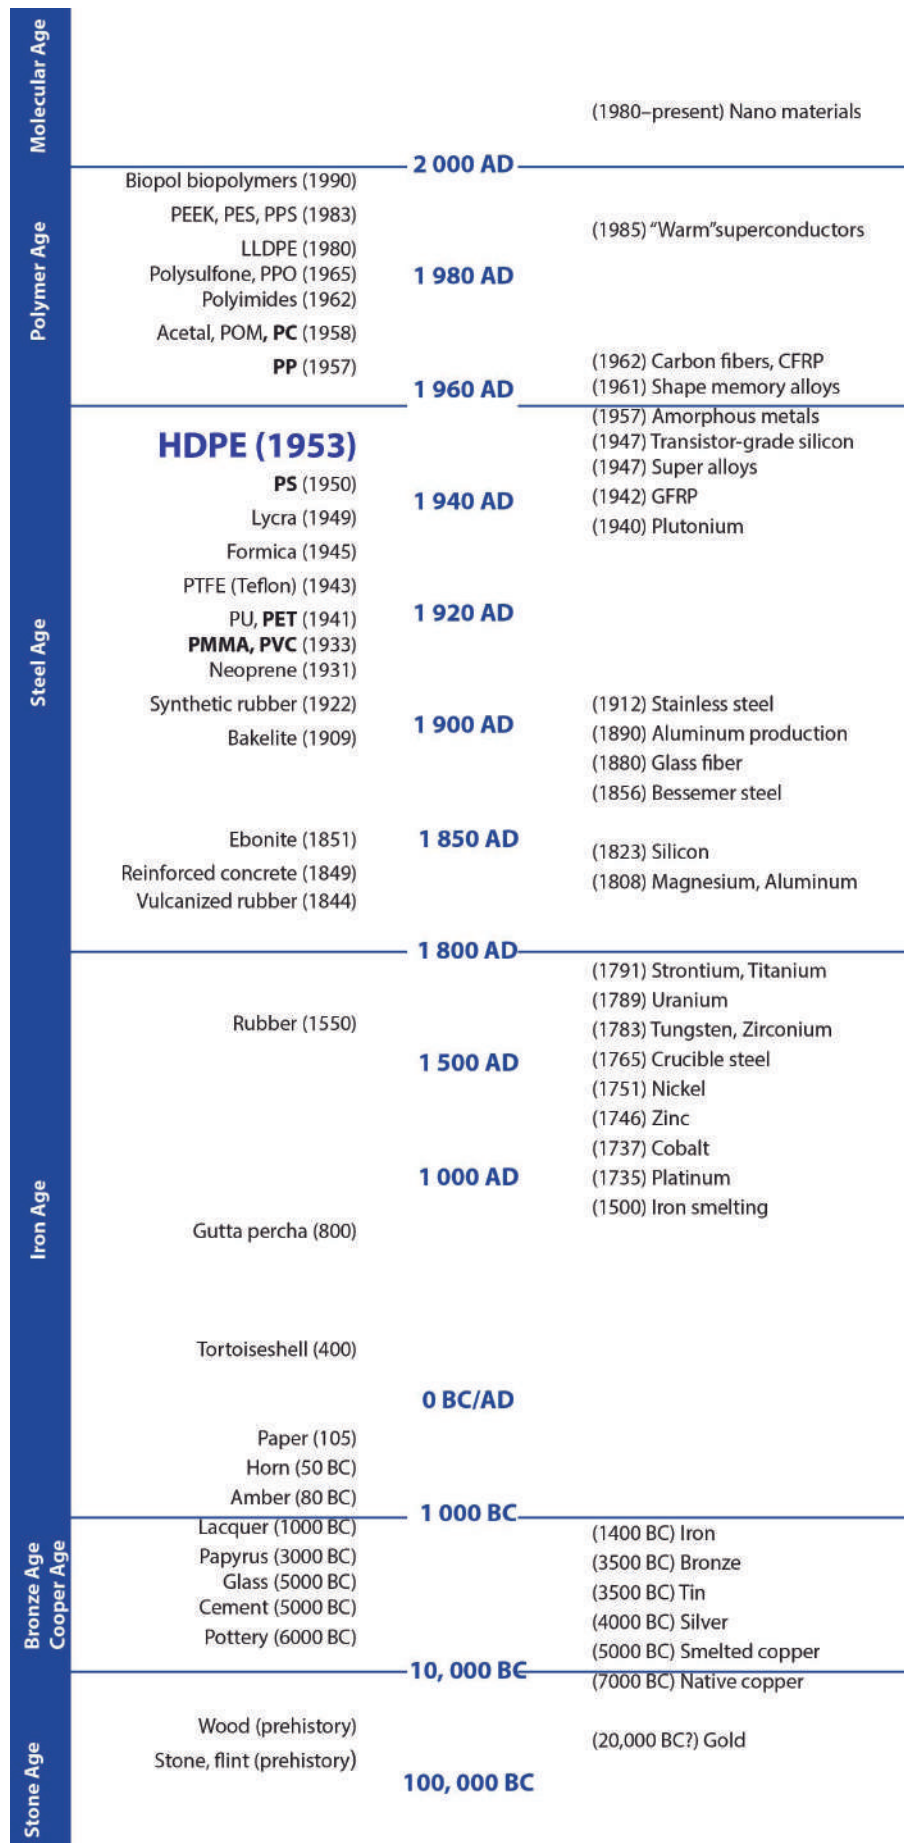 Molecular Age
(1980–present) Nano materials
2 000 AD
Polymer Age
Biopol biopolymers (1990)
PEEK, PES, PPS (1983)
(1985) “Warm”superconductors
LLDPE (1980)
Polysulfone, PPO (1965)
1 980 AD
Polyimides (1962)
Acetal, POM, PC (1958)
PP (1957)
(1962) Carbon fibers, CFRP
1 960 AD
(1961) Shape memory alloys
Steel Age
(1957) Amorphous metals
HDPE (1953)
(1947) Transistor-grade silicon
(1947) Super alloys
PS (1950)
1 940 AD
(1942) GFRP
Lycra (1949)
(1940) Plutonium
Formica (1945)
PTFE (Teflon) (1943)
PU, PET (1941)
1 920 AD
PMMA, PVC (1933)
Neoprene (1931)
Synthetic rubber (1922)
(1912) Stainless steel
1 900 AD
Bakelite (1909)
(1890) Aluminum production
(1880) Glass fiber
(1856) Bessemer steel
Ebonite (1851)
1 850 AD
(1823) Silicon
Reinforced concrete (1849)
(1808) Magnesium, Aluminum
Vulcanized rubber (1844)
1 800 AD
Iron Age
(1791) Strontium, Titanium
(1789) Uranium
Rubber (1550)
(1783) Tungsten, Zirconium
1 500 AD
(1765) Crucible steel
(1751) Nickel
(1746) Zinc
(1737) Cobalt
1 000 AD
(1735) Platinum
(1500) Iron smelting
Gutta percha (800)
Tortoiseshell (400)
0 BC/AD
Paper (105)
Horn (50 BC)
Amber (80 BC)
1 000 BC
Bronze Age
Cooper Age
Lacquer (1000 BC)
(1400 BC) Iron
Papyrus (3000 BC)
(3500 BC) Bronze
Glass (5000 BC)
(3500 BC) Tin
Cement (5000 BC)
(4000 BC) Silver
Pottery (6000 BC)
(5000 BC) Smelted copper
10, 000 BC
(7000 BC) Native copper
Stone Age
Wood (prehistory)
(20,000 BC?) Gold
Stone, flint (prehistory)
100, 000 BC